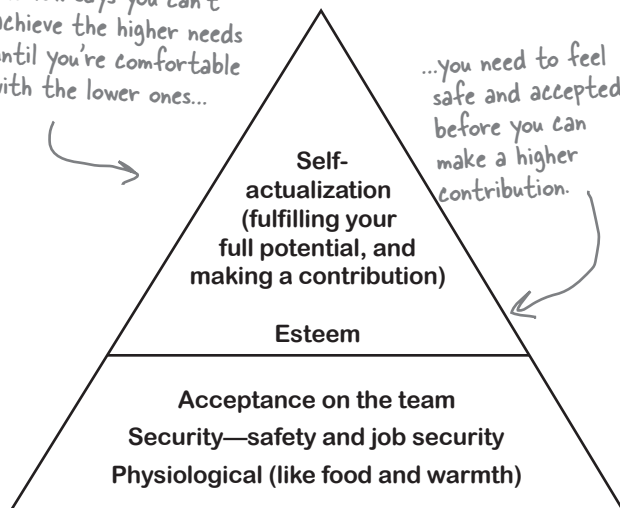 you can't
achieve the higher needs
until you're comfortable
with the lower ones...
...you need to feel
safe and accepted
before you can
make a higher
contribution.
Self-
actualization
(fulfilling your
full potential, and
making a contribution)
Esteem
Acceptance on the team
Security—safety and job security
Physiological (like food and warmth)